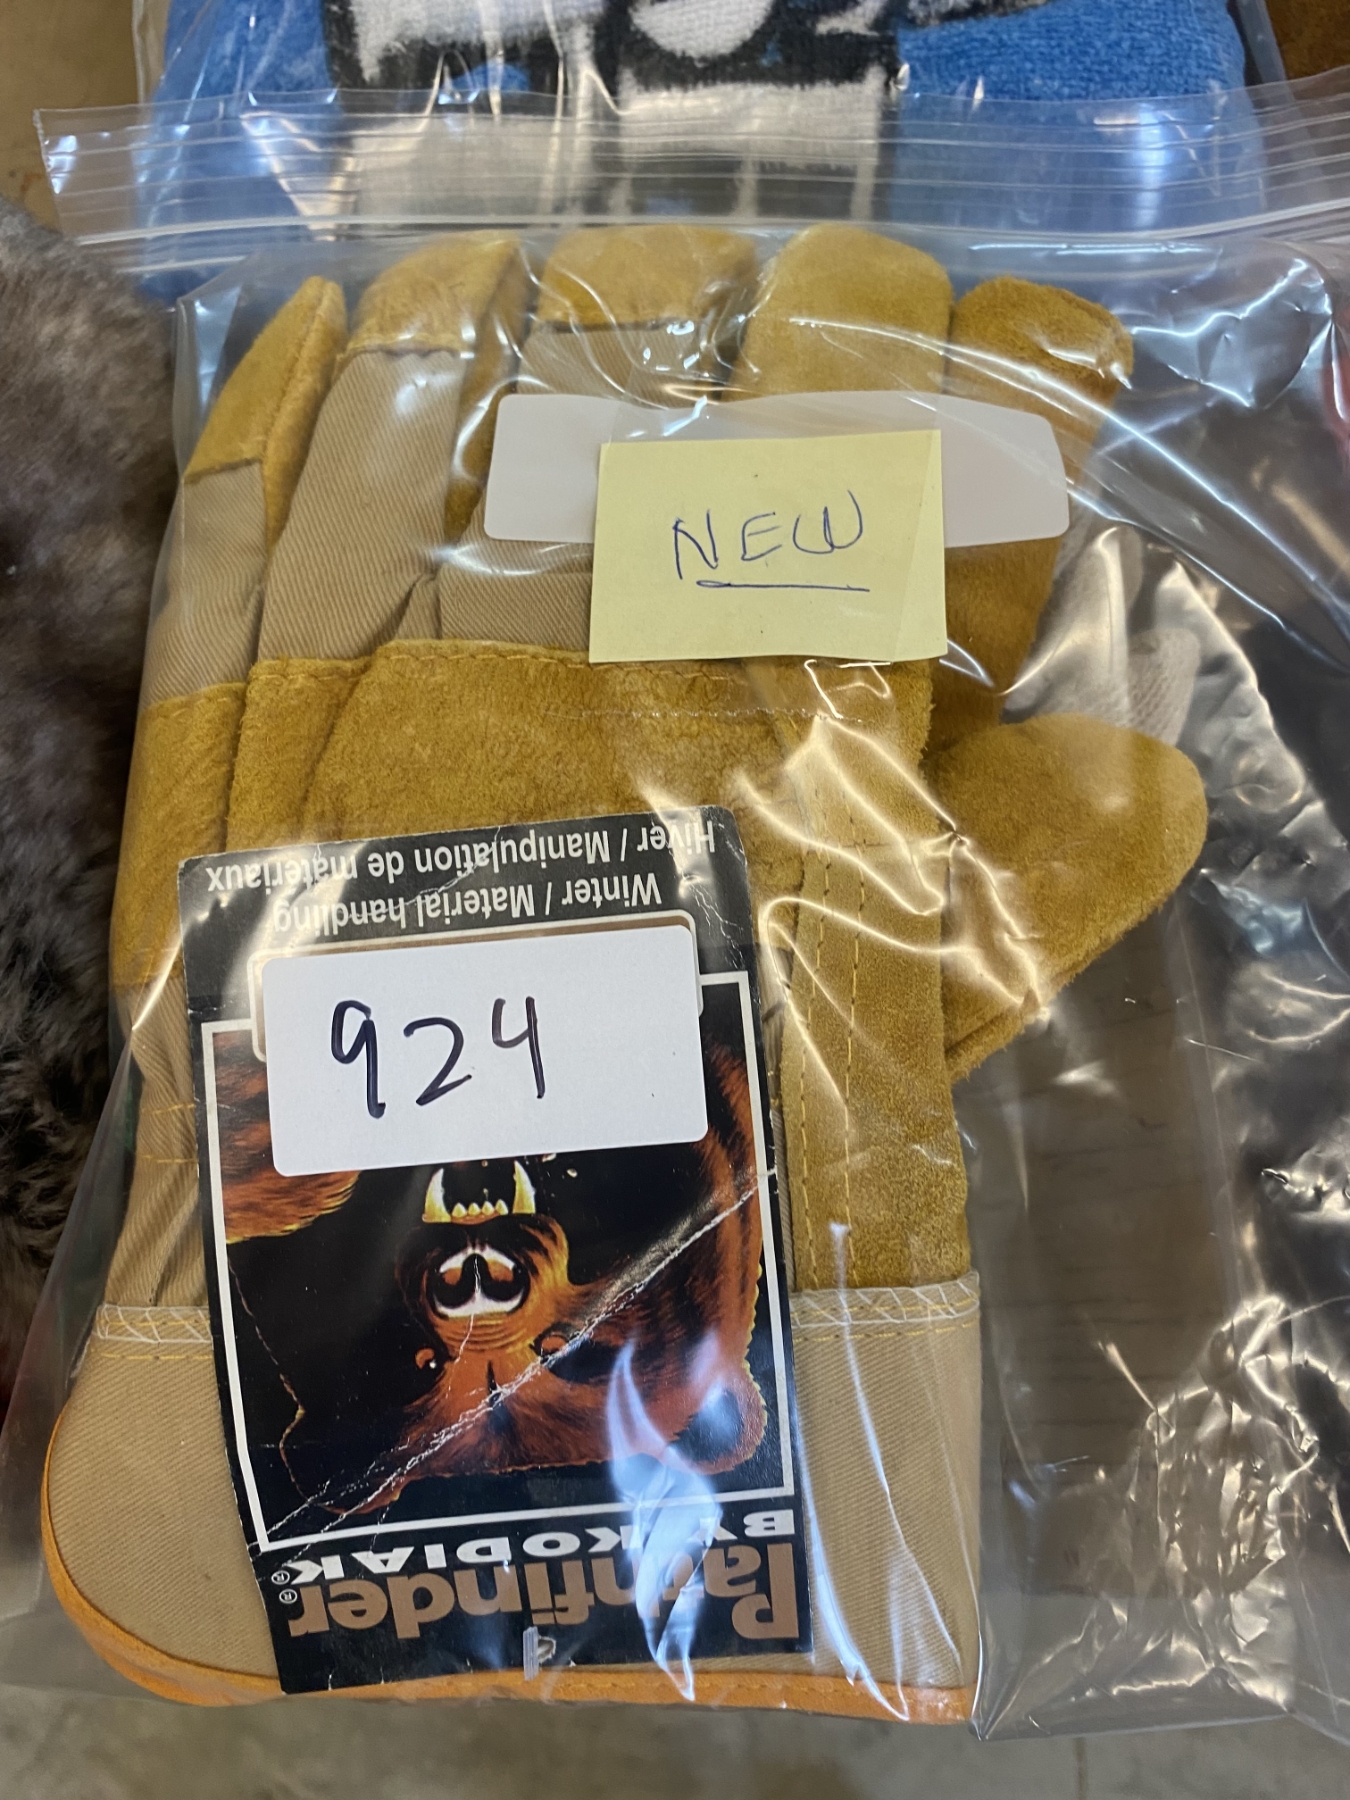 NEW
Hiver / Manipulation de matériaux
Winter / Material handling
924
BY KODIAK®
Pathfinder®